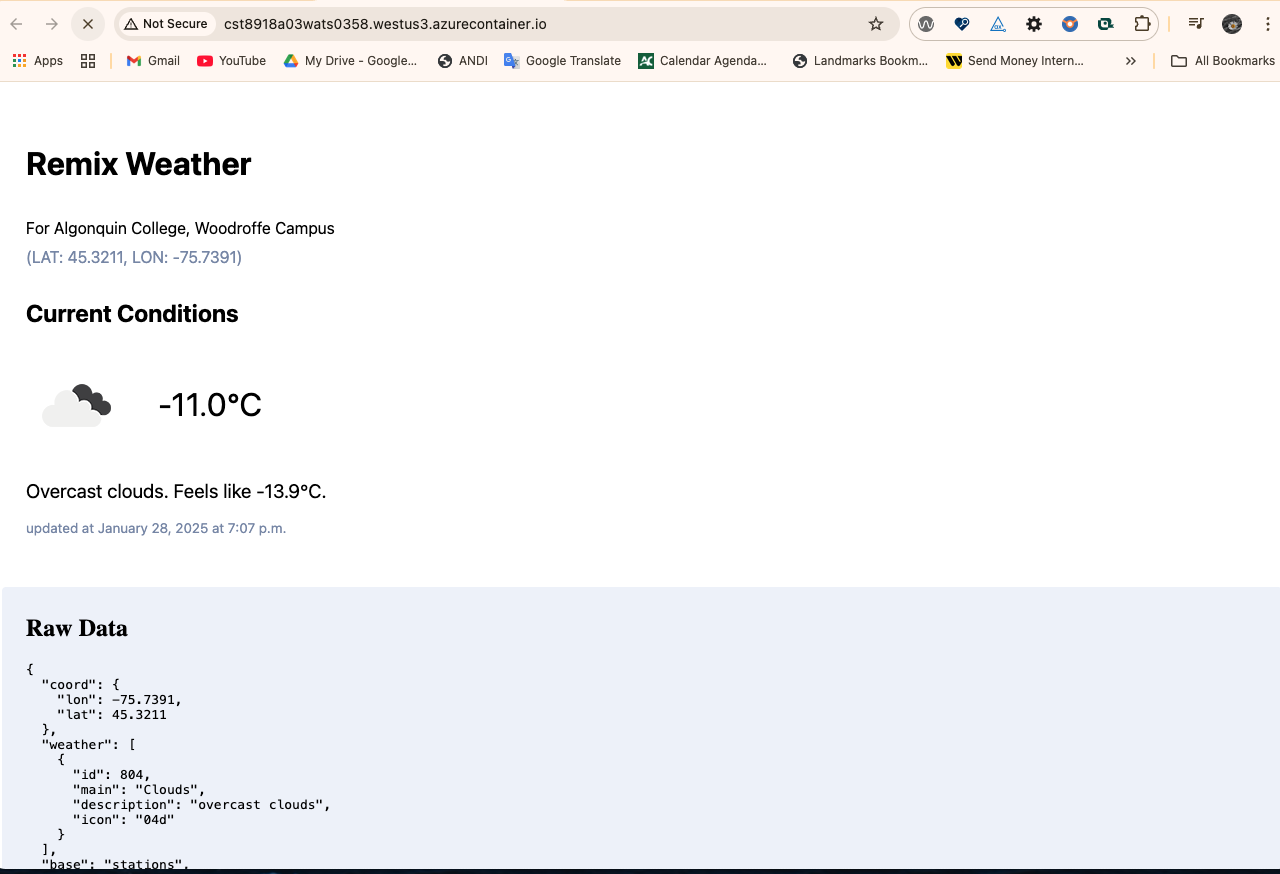 Not Secure cst8918a03wats0358.westus3.azurecontainer.io
Apps Gmail YouTube My Drive - Google... ANDI Google Translate Calendar Agenda... Landmarks Bookm... Send Money Intern... » All Bookmarks
Remix Weather
For Algonquin College, Woodroffe Campus
(LAT: 45.3211, LON: -75.7391)
Current Conditions
-11.0°C
Overcast clouds. Feels like -13.9°C.
updated at January 28, 2025 at 7:07 p.m.
Raw Data
{
  "coord": {
    "lon": -75.7391,
    "lat": 45.3211
  },
  "weather": [
    {
      "id": 804,
      "main": "Clouds",
      "description": "overcast clouds",
      "icon": "04d"
    }
  ],
  "base": "stations",